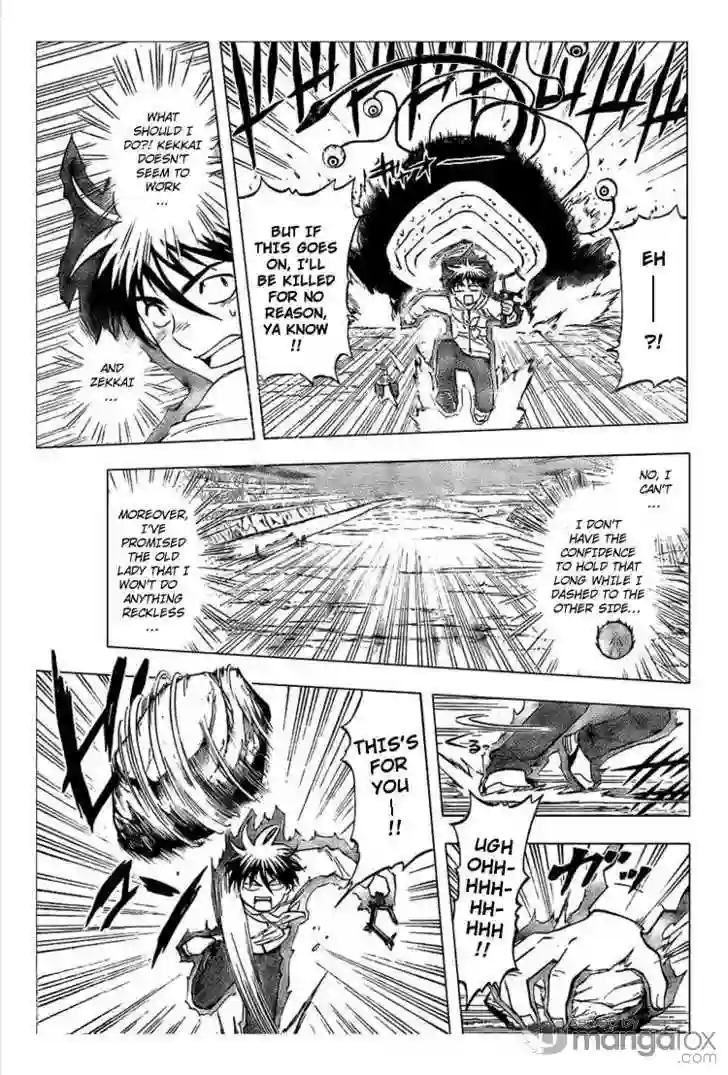 EH
—
?!
BUT IF
THIS GOES
ON, I'LL
BE KILLED
FOR NO
REASON,
YA KNOW
!!
WHAT
SHOULD I
DO?! KEKKAI
DOESN'T
SEEM TO
WORK
...
AND
ZEKKAI
...
NO, I
CAN'T
...
I DON'T
HAVE THE
CONFIDENCE
TO HOLD THAT
LONG WHILE I
DASHED TO THE
OTHER SIDE...
MOREOVER,
I'VE
PROMISED
THE OLD
LADY THAT I
WON'T DO
ANYTHING
RECKLESS
...
ガッ
UGH
OHH-
HHH-
HH-
HHH
!!
THIS'S
FOR
YOU
—
!!
mangafox
.com